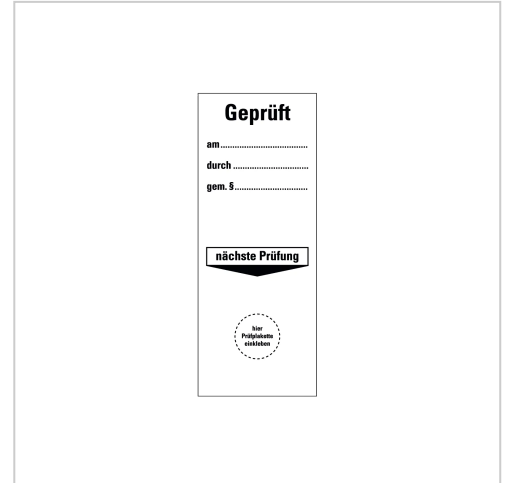 Geprüft
am....................................
durch ...............................
gem. §..............................
nächste Prüfung
hier
Prüfplakette
einkleben